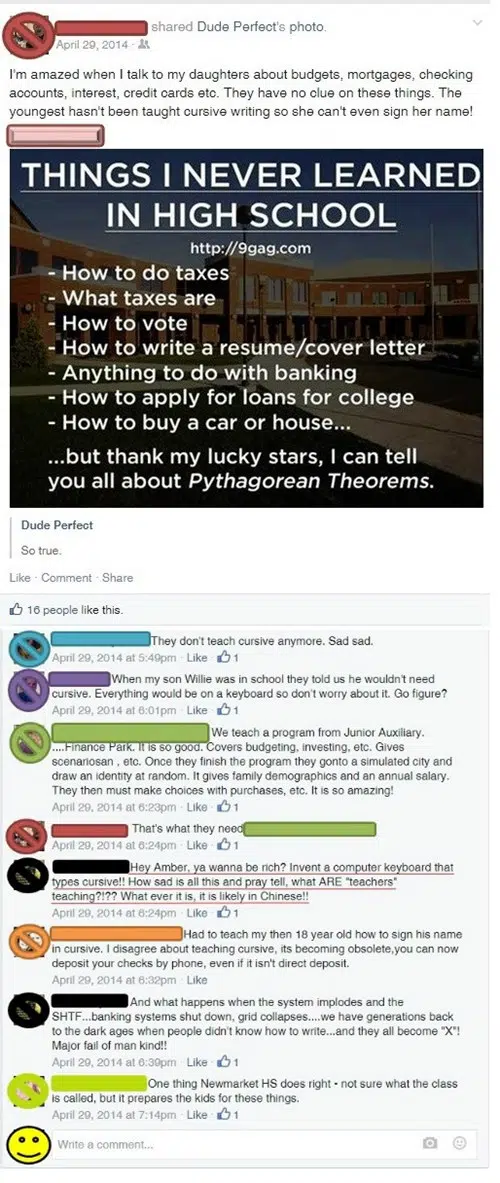 shared Dude Perfect's photo.
April 29, 2014 ·
I'm amazed when I talk to my daughters about budgets, mortgages, checking
accounts, interest, credit cards etc. They have no clue on these things. The
youngest hasn't been taught cursive writing so she can't even sign her name!
THINGS I NEVER LEARNED
IN HIGH SCHOOL
http://9gag.com
- How to do taxes
- What taxes are
- How to vote
- How to write a resume/cover letter
- Anything to do with banking
- How to apply for loans for college
- How to buy a car or house...
...but thank my lucky stars, I can tell
you all about Pythagorean Theorems.
Dude Perfect
So true.
Like · Comment · Share
16 people like this.
They don't teach cursive anymore. Sad sad.
April 29, 2014 at 5:49pm · Like · 1
When my son Willie was in school they told us he wouldn't need
cursive. Everything would be on a keyboard so don't worry about it. Go figure?
April 29, 2014 at 6:01pm · Like · 1
We teach a program from Junior Auxiliary.
....Finance Park. It is so good. Covers budgeting, investing, etc. Gives
scenariosan , etc. Once they finish the program they gonto a simulated city and
draw an identity at random. It gives family demographics and an annual salary.
They then must make choices with purchases, etc. It is so amazing!
April 29, 2014 at 6:23pm · Like · 1
That's what they need
April 29, 2014 at 6:24pm · Like · 1
Hey Amber, ya wanna be rich? Invent a computer keyboard that
types cursive!! How sad is all this and pray tell, what ARE "teachers"
teaching?!?? What ever it is, it is likely in Chinese!!
April 29, 2014 at 6:24pm · Like · 1
Had to teach my then 18 year old how to sign his name
in cursive. I disagree about teaching cursive, its becoming obsolete,you can now
deposit your checks by phone, even if it isn't direct deposit.
April 29, 2014 at 6:32pm · Like
And what happens when the system implodes and the
SHTF...banking systems shut down, grid collapses....we have generations back
to the dark ages when people didn't know how to write...and they all become "X"!
Major fail of man kind!!
April 29, 2014 at 6:39pm · Like · 1
One thing Newmarket HS does right - not sure what the class
is called, but it prepares the kids for these things.
April 29, 2014 at 7:14pm · Like · 1
Write a comment...